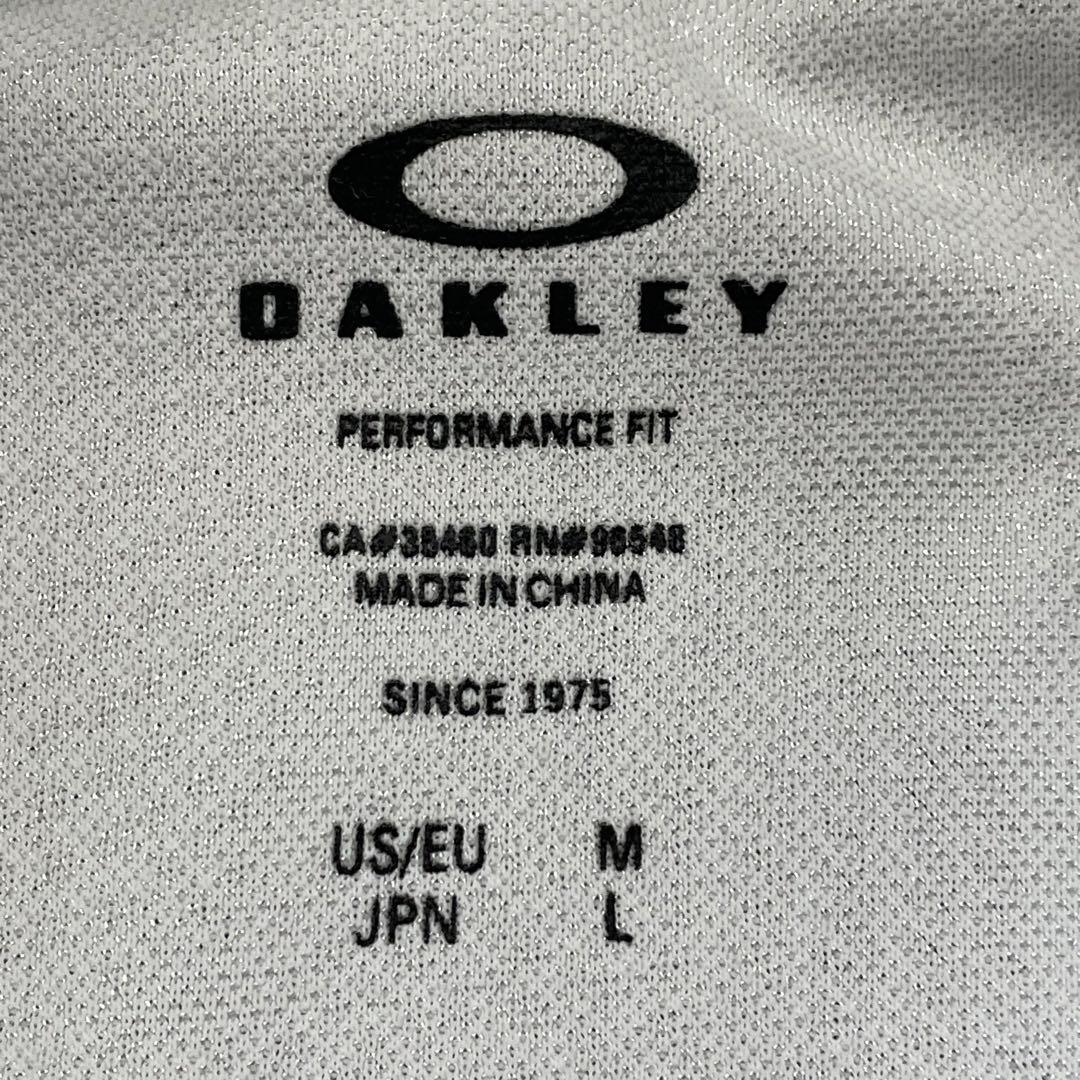 OAKLEY
PERFORMANCE FIT
CA#38460 RN#96548
MADE IN CHINA
SINCE 1975
US/EU M
JPN L